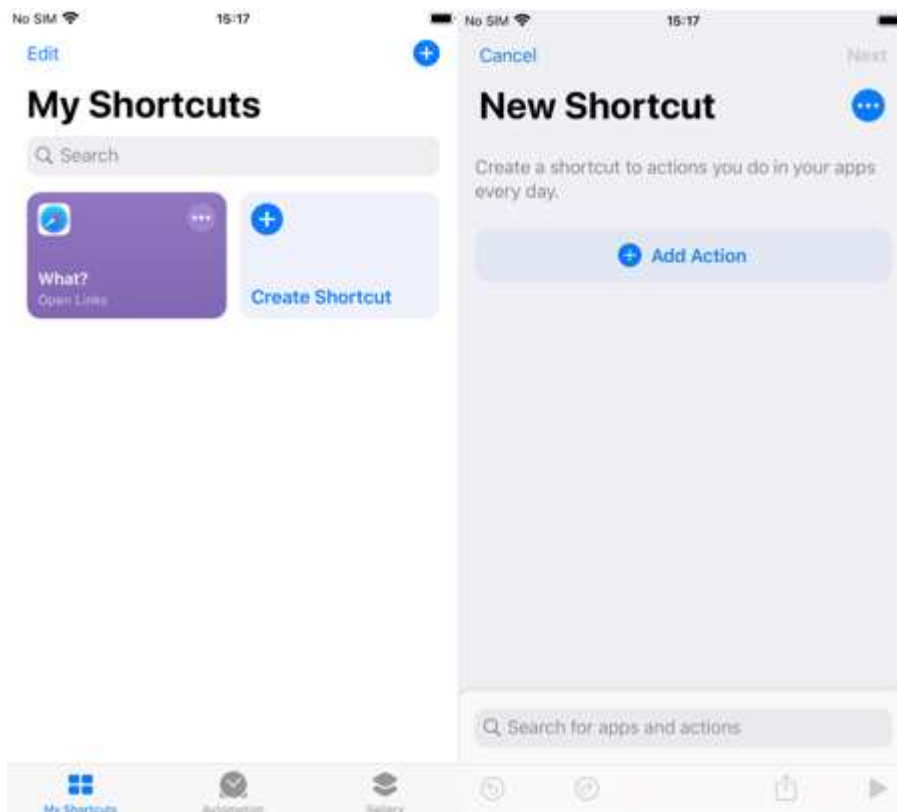 No SIM 15:17
Edit
My Shortcuts
Search
What?
Open Links
Create Shortcut
My Shortcuts
Automation
Gallery
No SIM 15:17
Cancel Next
New Shortcut
Create a shortcut to actions you do in your apps
every day.
Add Action
Search for apps and actions